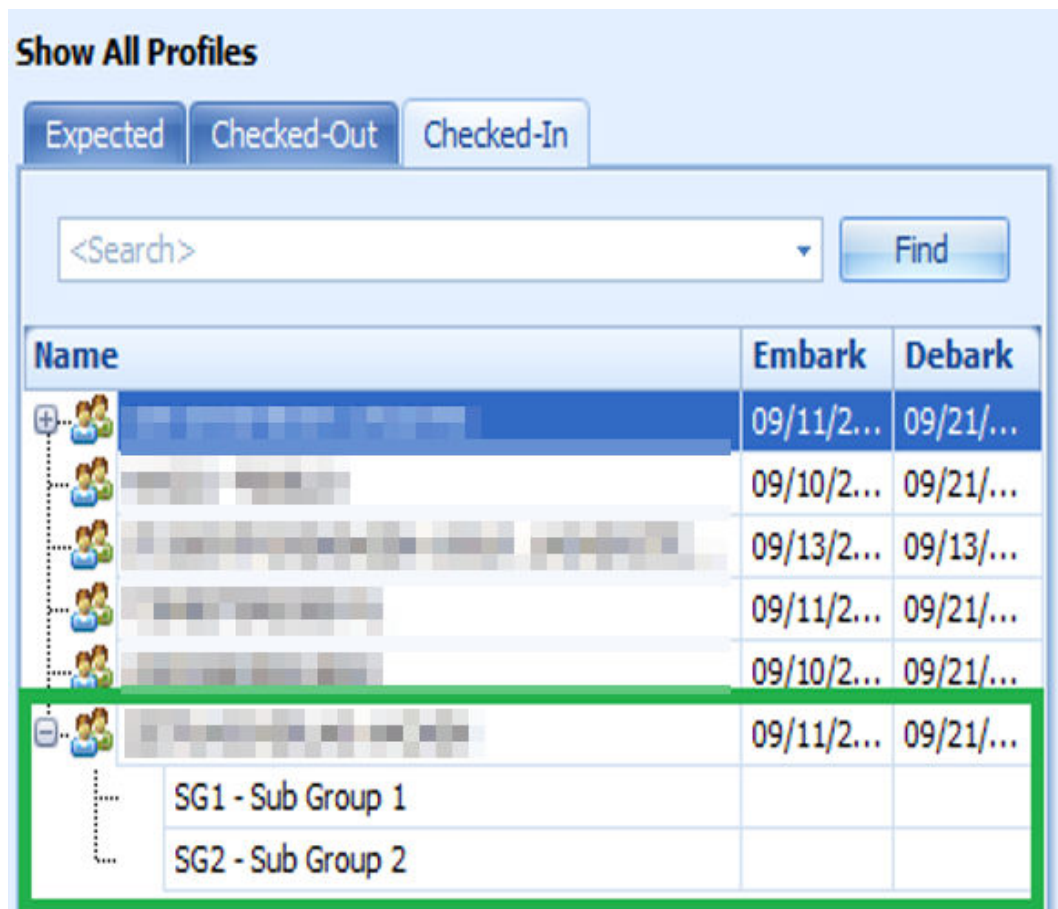 Show All Profiles
Expected Checked-Out Checked-In
<Search> Find
Name Embark Debark
09/11/2... 09/21/...
09/10/2... 09/21/...
09/13/2... 09/13/...
09/11/2... 09/21/...
09/10/2... 09/21/...
09/11/2... 09/21/...
SG1 - Sub Group 1
SG2 - Sub Group 2